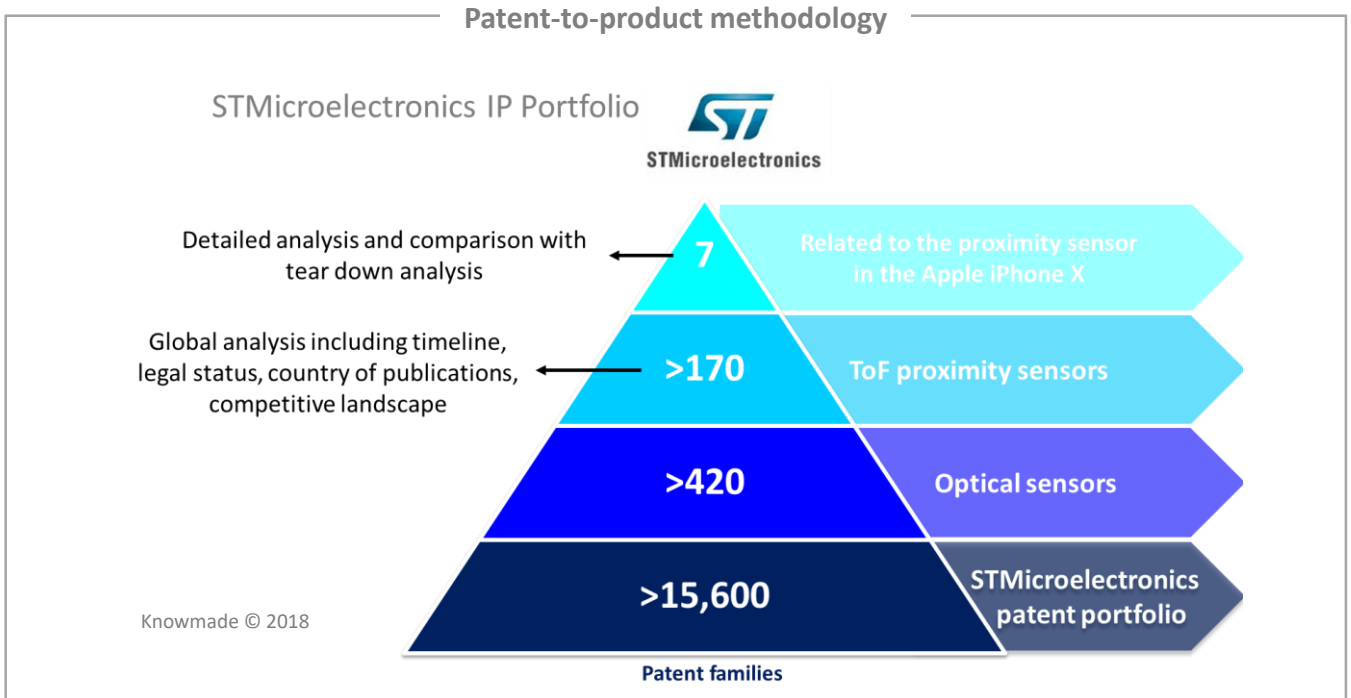 Patent-to-product methodology
STMicroelectronics IP Portfolio
ST
STMicroelectronics
Detailed analysis and comparison with
tear down analysis
7
Related to the proximity sensor
in the Apple iPhone X
Global analysis including timeline,
legal status, country of publications,
competitive landscape
>170
ToF proximity sensors
>420
Optical sensors
>15,600
STMicroelectronics
patent portfolio
Knowmade © 2018
Patent families